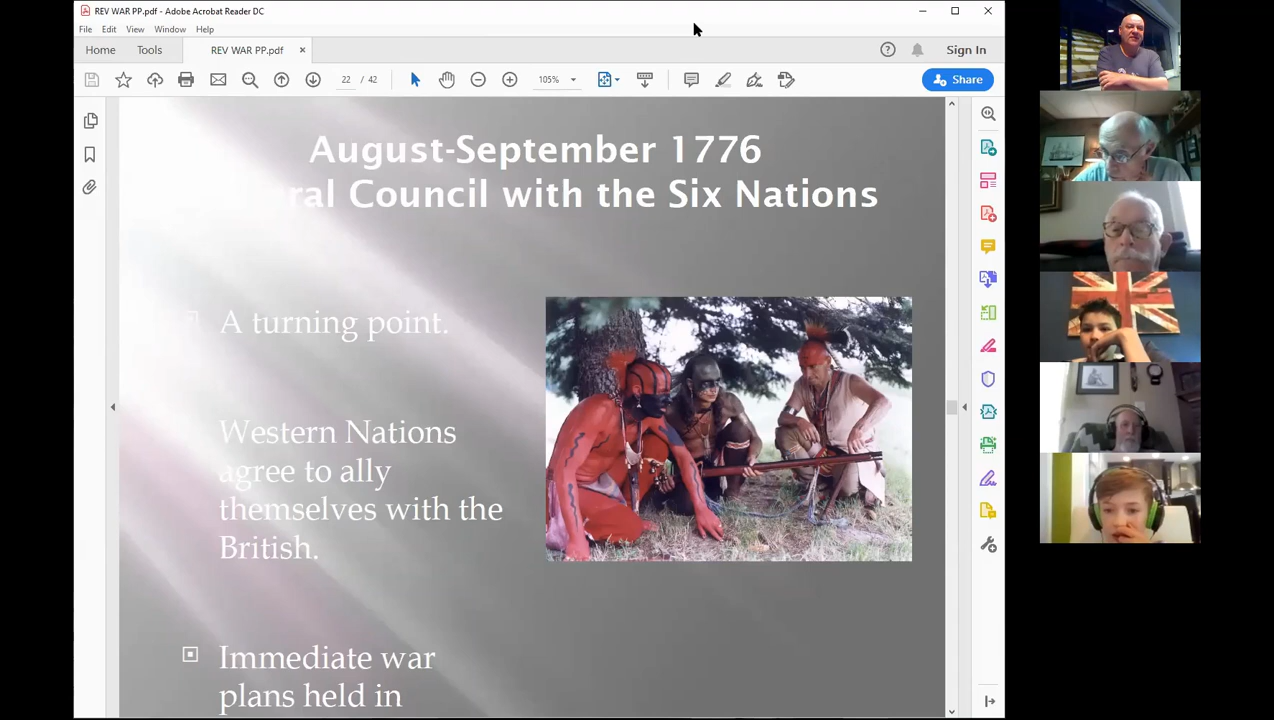 REV WAR PP.pdf - Adobe Acrobat Reader DC
File Edit View Window Help
Home Tools REV WAR PP.pdf × Sign In
22 / 42 105% Share
August-September 1776
ral Council with the Six Nations
A turning point.
Western Nations
agree to ally
themselves with the
British.
Immediate war
plans held in